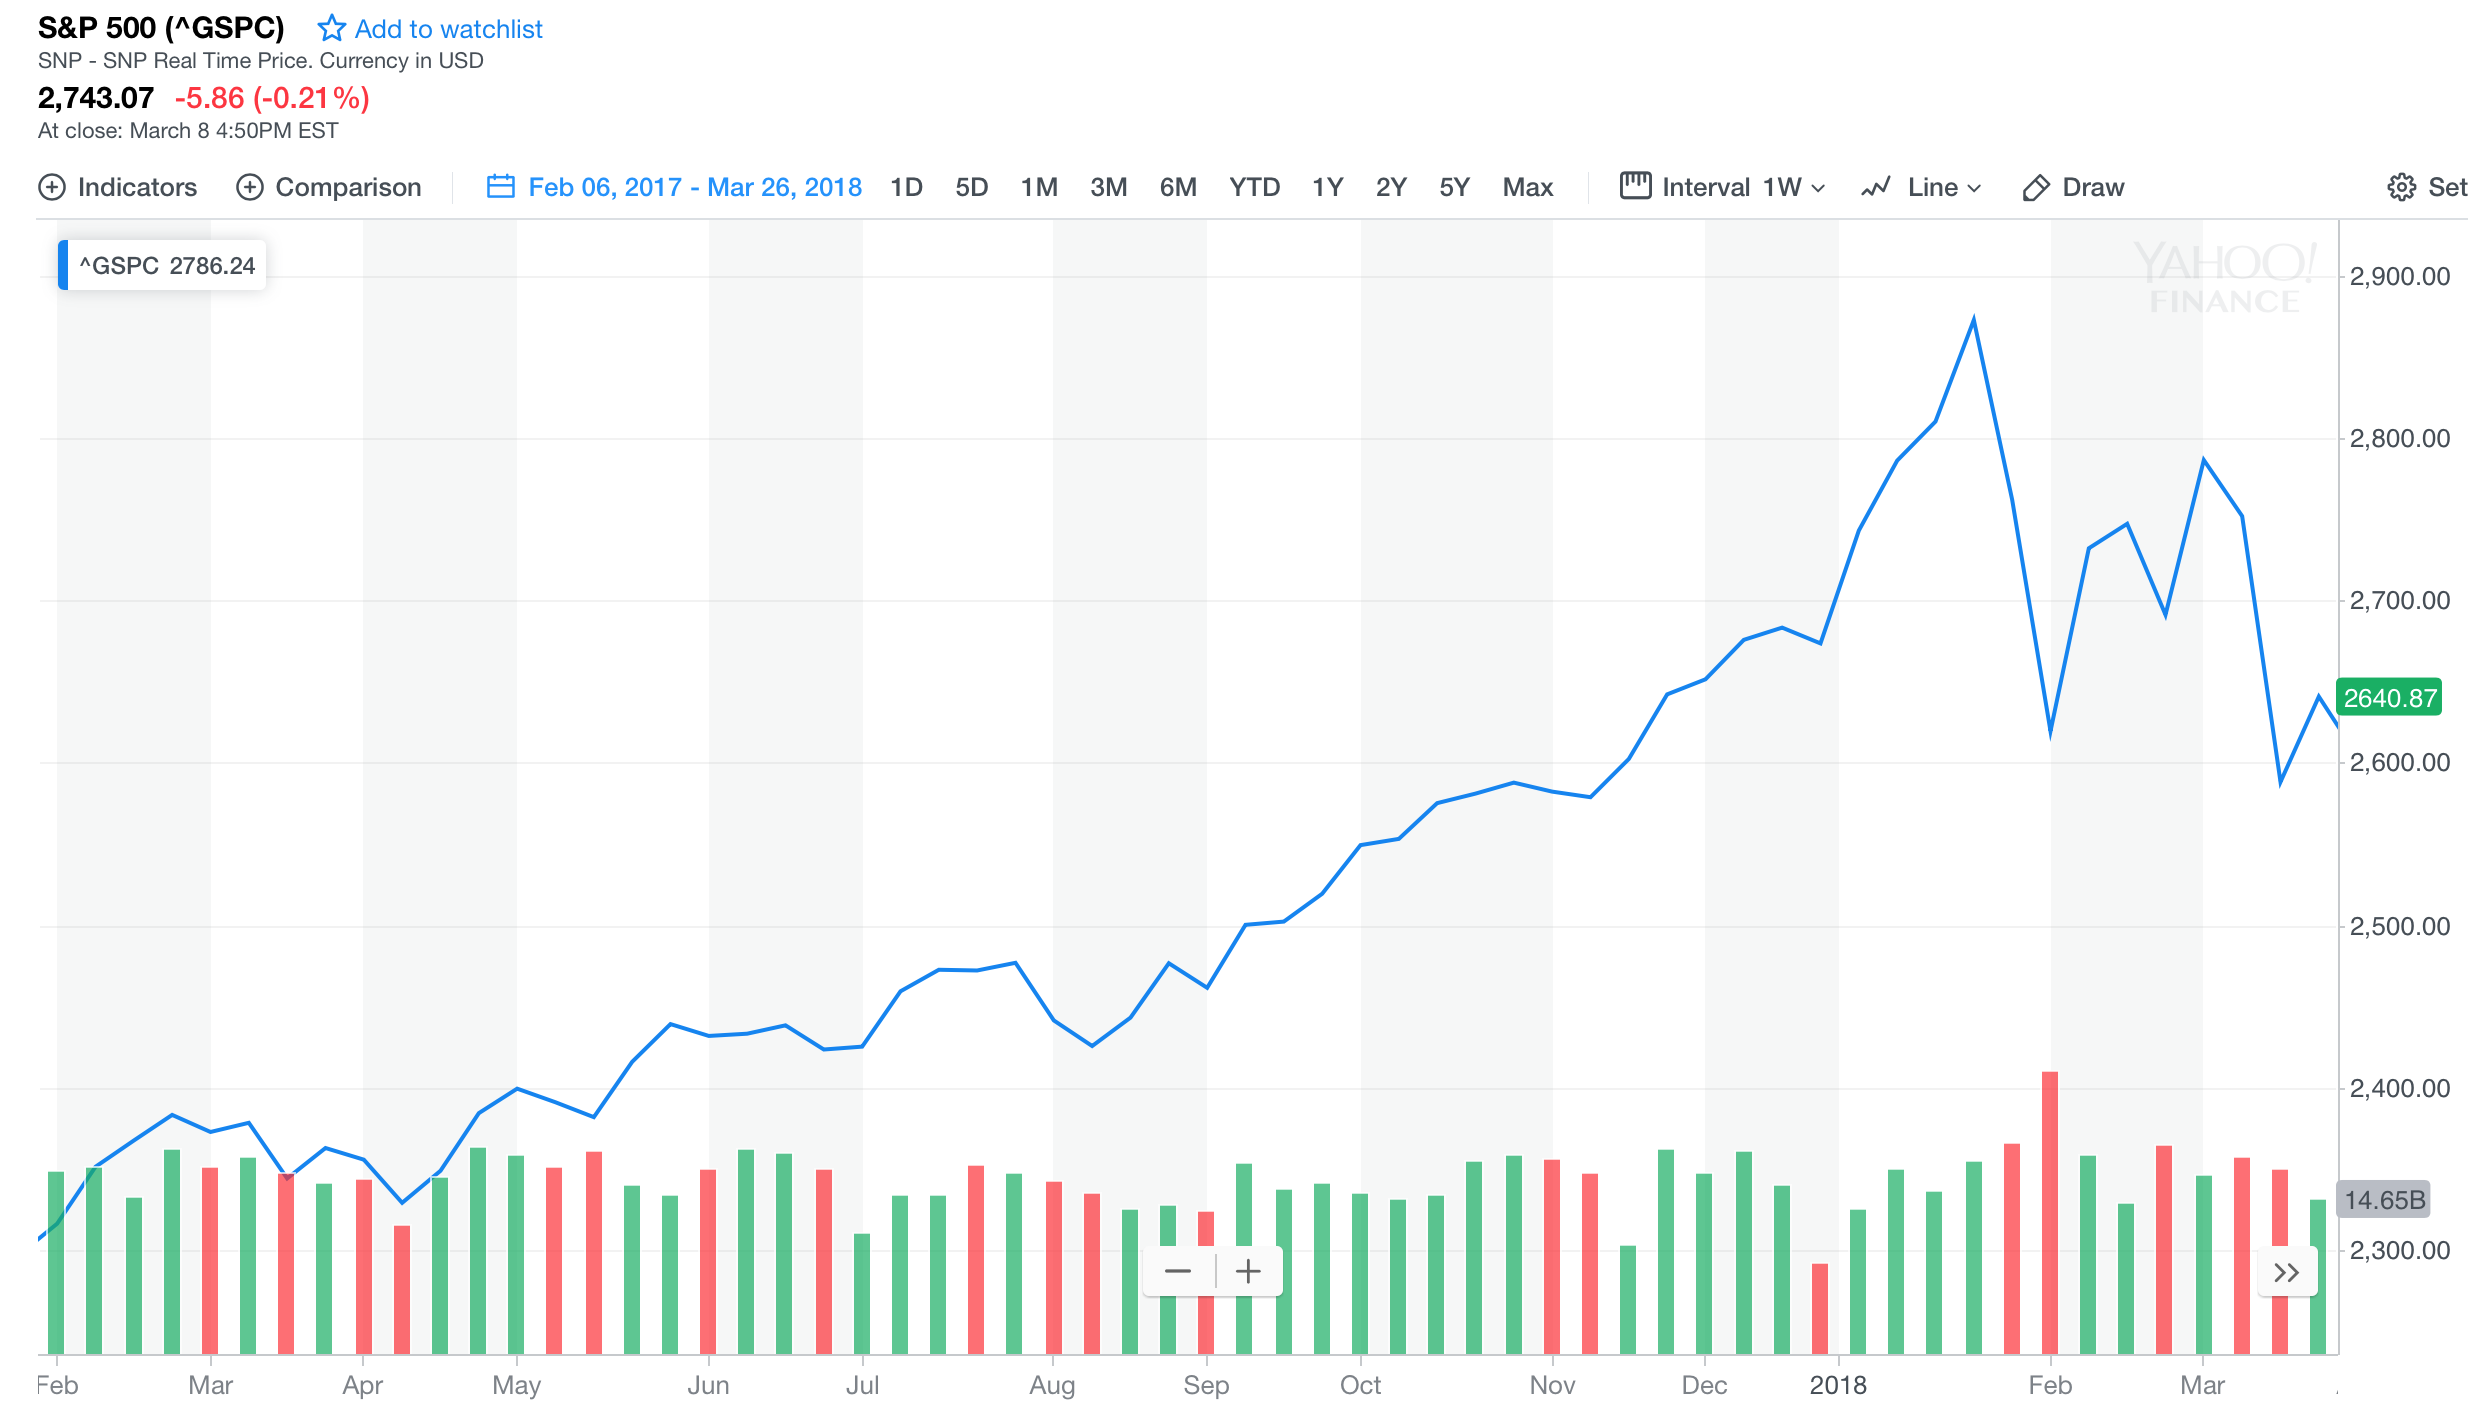 S&P 500 (^GSPC) Add to watchlist
SNP - SNP Real Time Price. Currency in USD
2,743.07 -5.86 (-0.21%)
At close: March 8 4:50PM EST
Indicators Comparison Feb 06, 2017 - Mar 26, 2018 1D 5D 1M 3M 6M YTD 1Y 2Y 5Y Max Interval 1W Line Draw Set
^GSPC 2786.24
YAHOO!
FINANCE
2,900.00
2,800.00
2,700.00
2640.87
2,600.00
2,500.00
2,400.00
14.65B
2,300.00
Feb Mar Apr May Jun Jul Aug Sep Oct Nov Dec 2018 Feb Mar